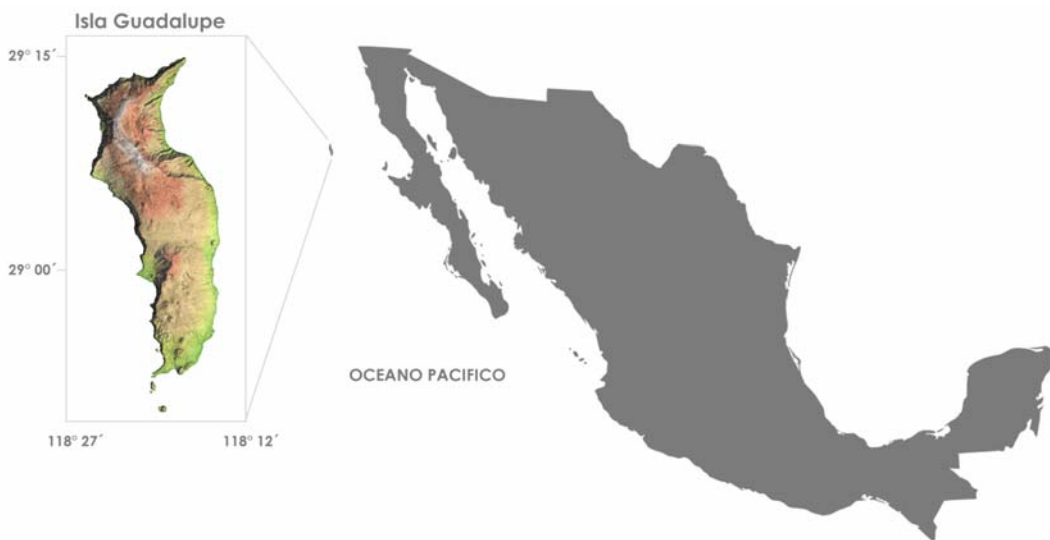 Isla Guadalupe
29° 15´
29° 00´
OCEANO PACIFICO
118° 27´
118° 12´